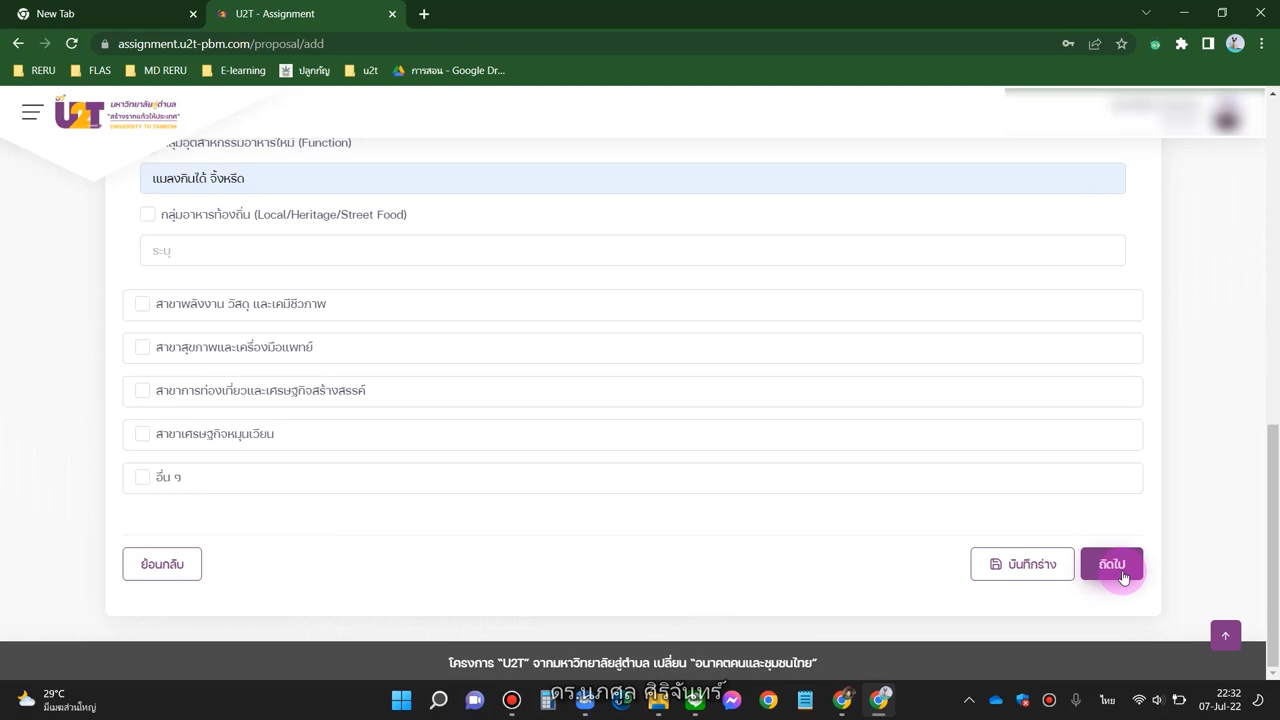 New Tab
U2T - Assignment
assignment.u2t-pbm.com/proposal/add
RERU
FLAS
MD RERU
E-learning
ปลูกกัญ
u2t
การสอน - Google Dr...
U2T
มหาวิทยาลัยสู่ตำบล
"สร้างรากแก้วให้ประเทศ"
UNIVERSITY TO TAMBON
กลุ่มอุตสาหกรรมอาหารใหม่ (Function)
แมลงกินได้ จิ้งหรีด
กลุ่มอาหารท้องถิ่น (Local/Heritage/Street Food)
ระบุ
สาขาพลังงาน วัสดุ และเคมีชีวภาพ
สาขาสุขภาพและเครื่องมือแพทย์
สาขาการท่องเที่ยวและเศรษฐกิจสร้างสรรค์
สาขาเศรษฐกิจหมุนเวียน
อื่น ๆ
ย้อนกลับ
บันทึกร่าง
ถัดไป
โครงการ “U2T” จากมหาวิทยาลัยสู่ตำบล เปลี่ยน “อนาคตคนและชุมชนไทย”
ดร.นภศูล ศิริจันทร์
29°C
มีเมฆส่วนใหญ่
ไทย
22:32
07-Jul-22